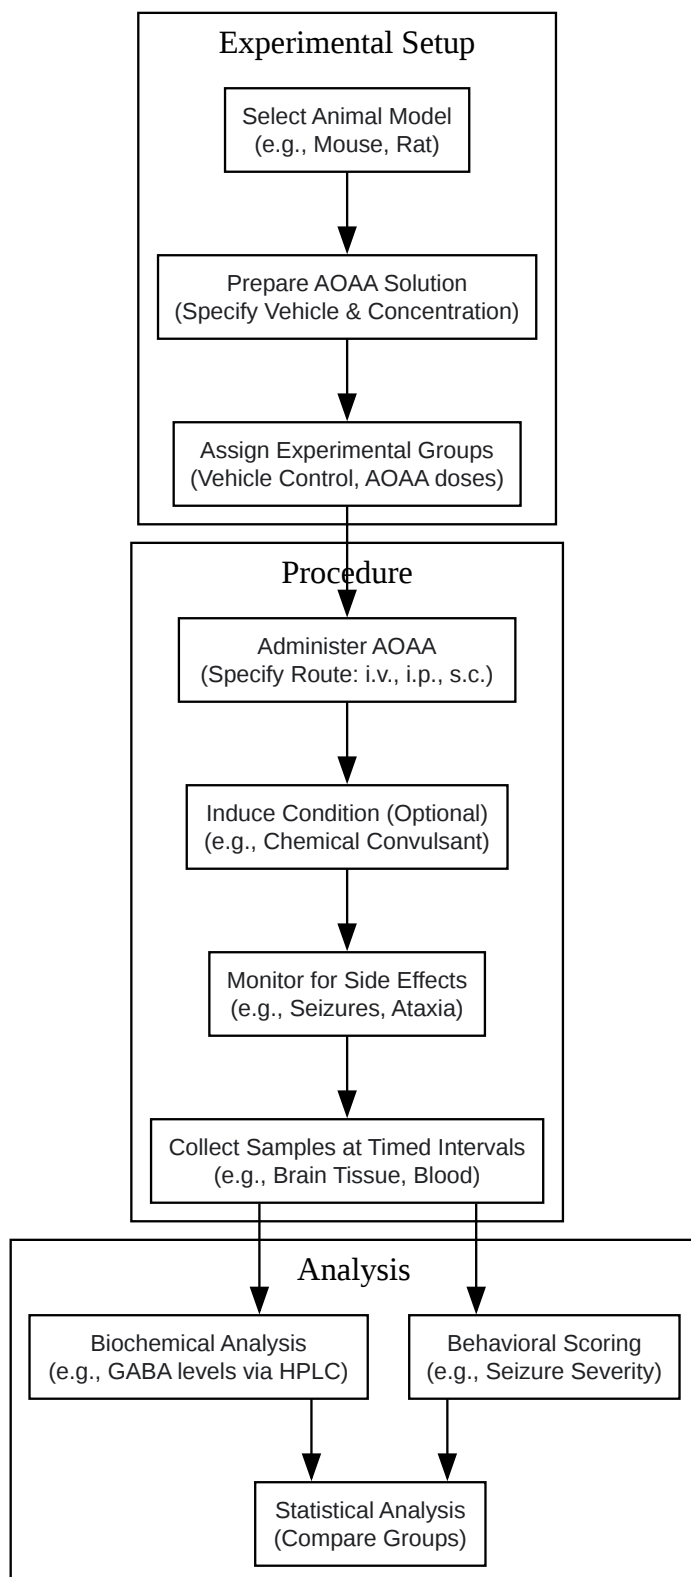 Experimental Setup
Select Animal Model
(e.g., Mouse, Rat)
Prepare AOAA Solution
(Specify Vehicle & Concentration)
Assign Experimental Groups
(Vehicle Control, AOAA doses)
Procedure
Administer AOAA
(Specify Route: i.v., i.p., s.c.)
Induce Condition (Optional)
(e.g., Chemical Convulsant)
Monitor for Side Effects
(e.g., Seizures, Ataxia)
Collect Samples at Timed Intervals
(e.g., Brain Tissue, Blood)
Analysis
Biochemical Analysis
(e.g., GABA levels via HPLC)
Behavioral Scoring
(e.g., Seizure Severity)
Statistical Analysis
(Compare Groups)